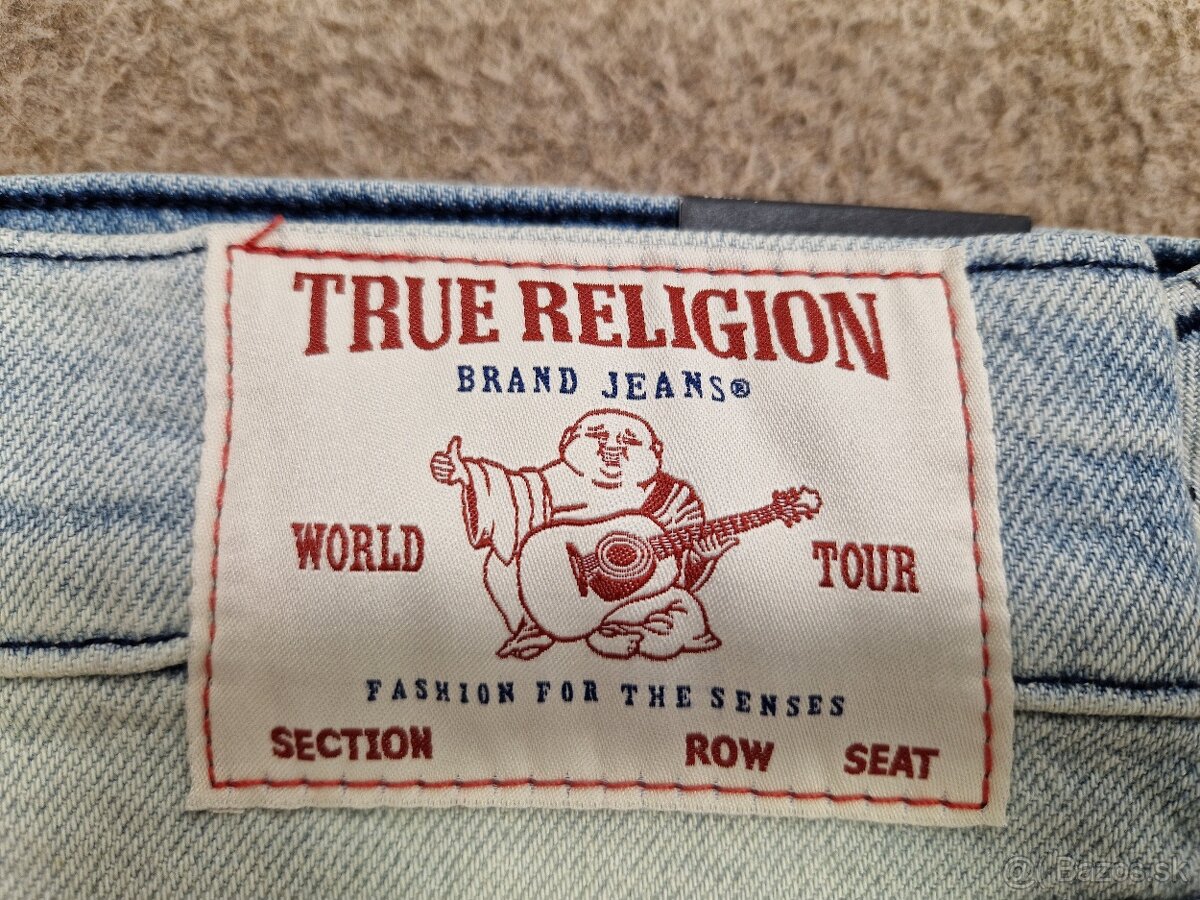 TRUE RELIGION
BRAND JEANS®
WORLD TOUR
FASHION FOR THE SENSES
SECTION ROW SEAT
@Bazos.sk